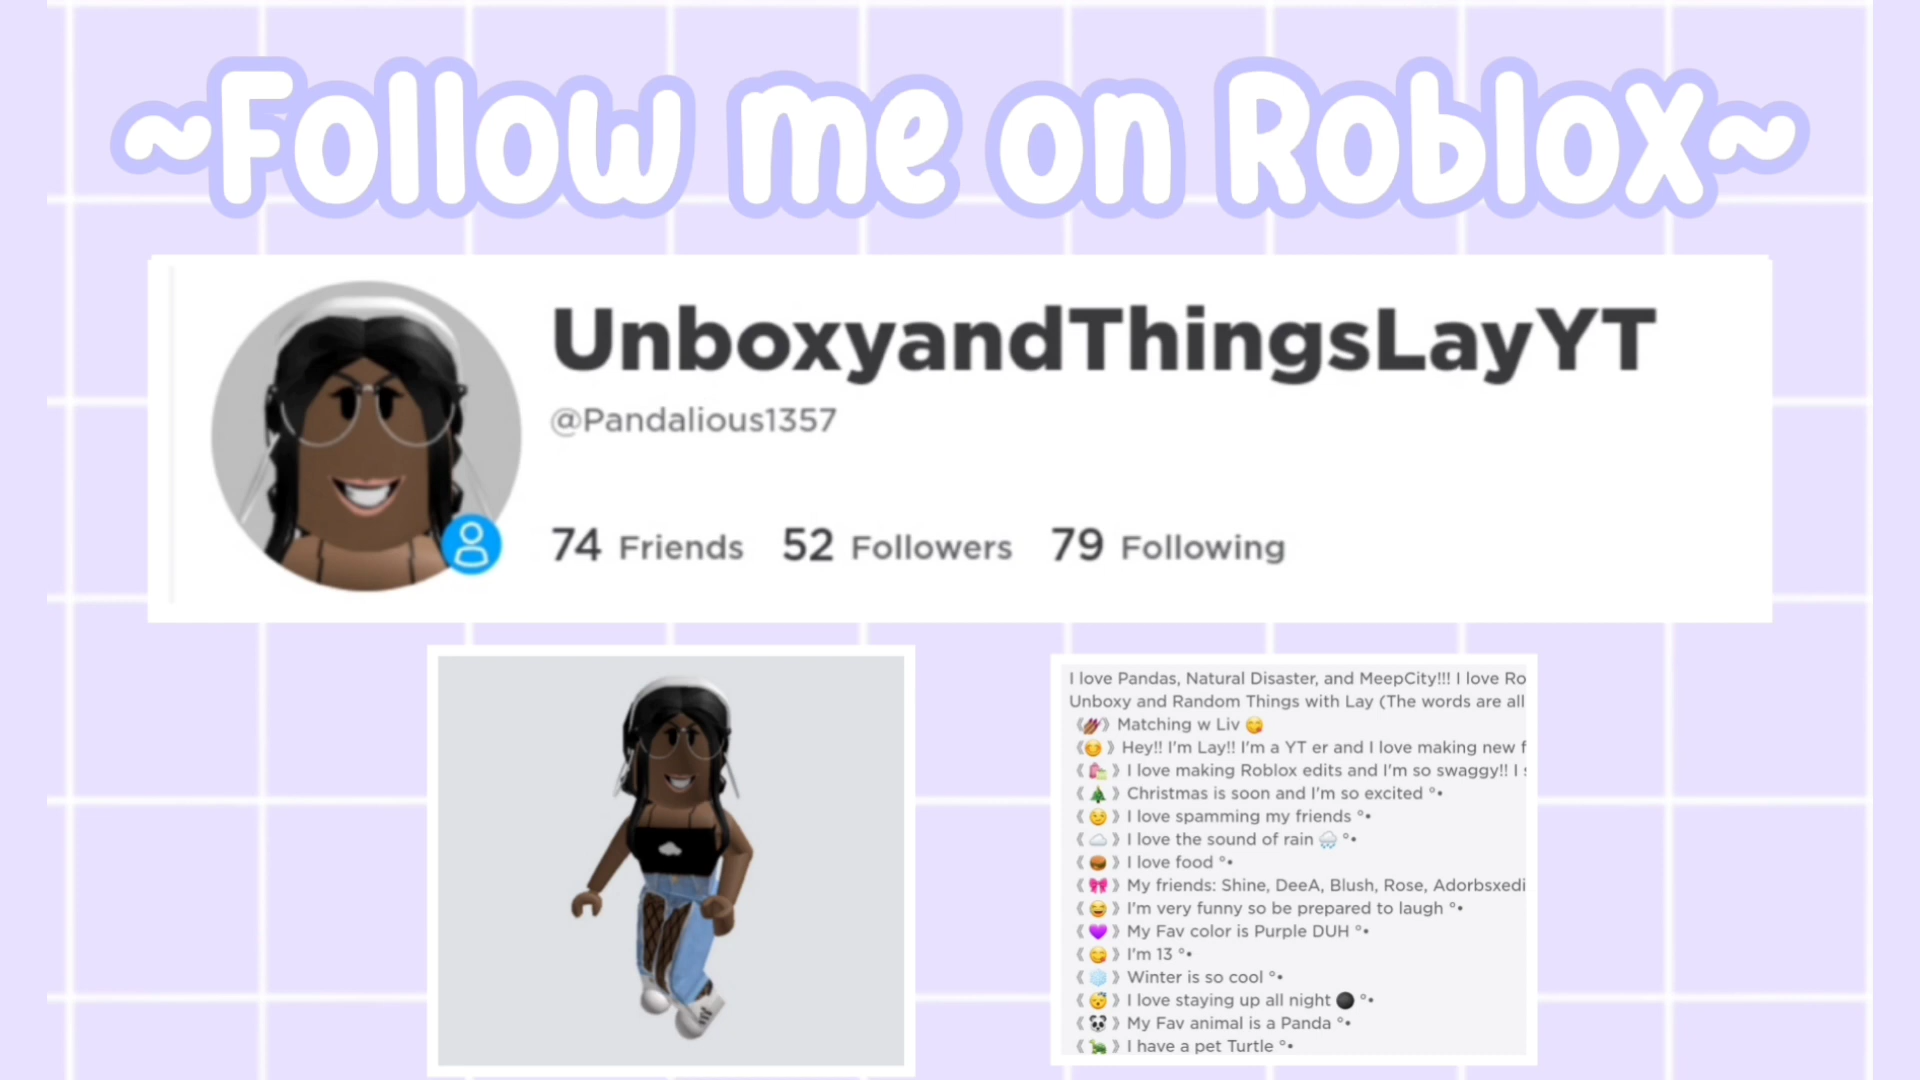 ~Follow me on Roblox~
UnboxyandThingsLayYT
@Pandalious1357
74 Friends 52 Followers 79 Following
I love Pandas, Natural Disaster, and MeepCity!!! I love Ro
Unboxy and Random Things with Lay (The words are all
《💅🏾》 Matching w Liv 😋
《😊》 Hey!! I'm Lay!! I'm a YT er and I love making new f
《🛍️》 I love making Roblox edits and I'm so swaggy!! I
《🎄》 Christmas is soon and I'm so excited °•
《😏》 I love spamming my friends °•
《☁️》 I love the sound of rain 🌧️ °•
《🍔》 I love food °•
《🎀》 My friends: Shine, DeeA, Blush, Rose, Adorbsxedi
《😂》 I'm very funny so be prepared to laugh °•
《💜》 My Fav color is Purple DUH °•
《😋》 I'm 13 °•
《❄️》 Winter is so cool °•
《😴》 I love staying up all night 🌑 °•
《🐼》 My Fav animal is a Panda °•
《🐢》 I have a pet Turtle °•